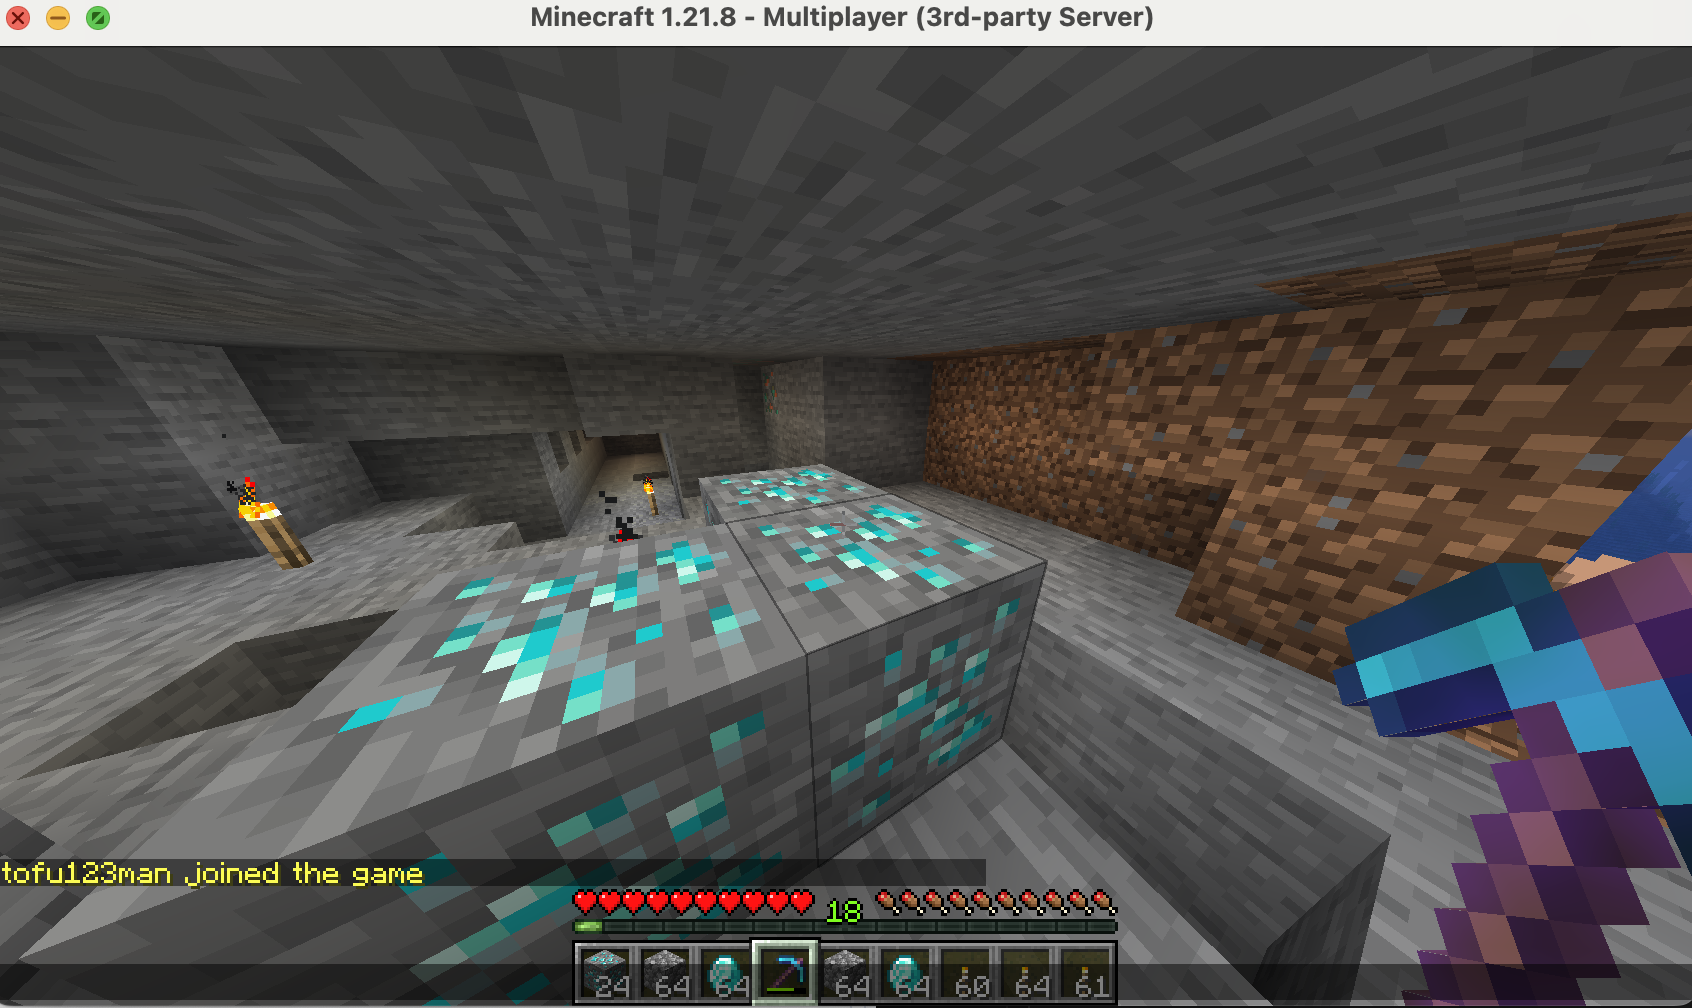 Minecraft 1.21.8 - Multiplayer (3rd-party Server)
tofu123man joined the game
18
24 64 64 64 64 60 64 61